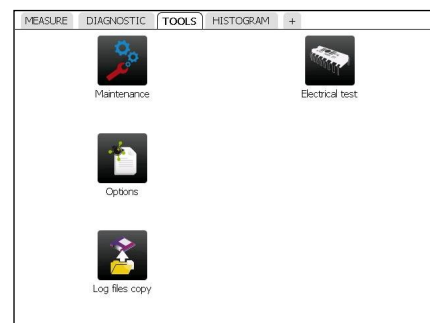 MEASURE DIAGNOSTIC TOOLS HISTOGRAM +
Maintenance Electrical test
Options
Log files copy